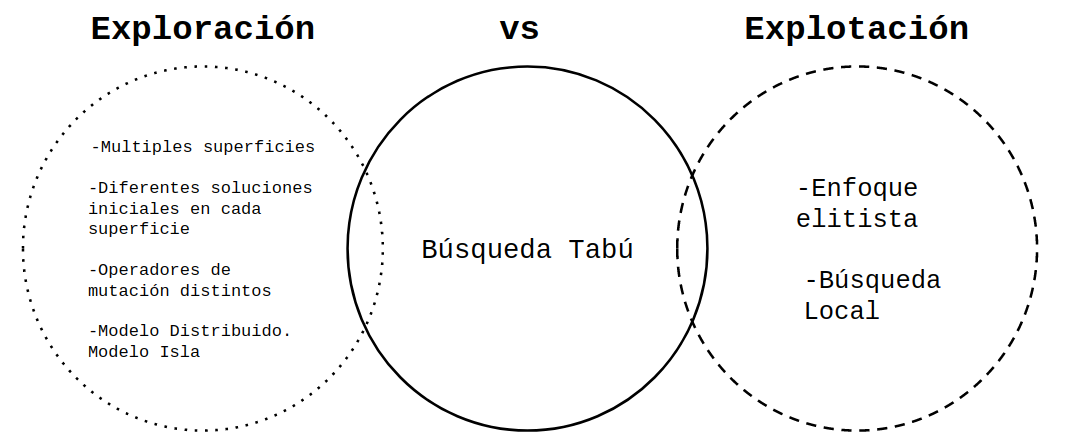 Exploración vs Explotación
-Multiples superficies
-Diferentes soluciones
iniciales en cada
superficie
-Operadores de
mutación distintos
-Modelo Distribuido.
Modelo Isla
Búsqueda Tabú
-Enfoque
elitista
-Búsqueda
Local